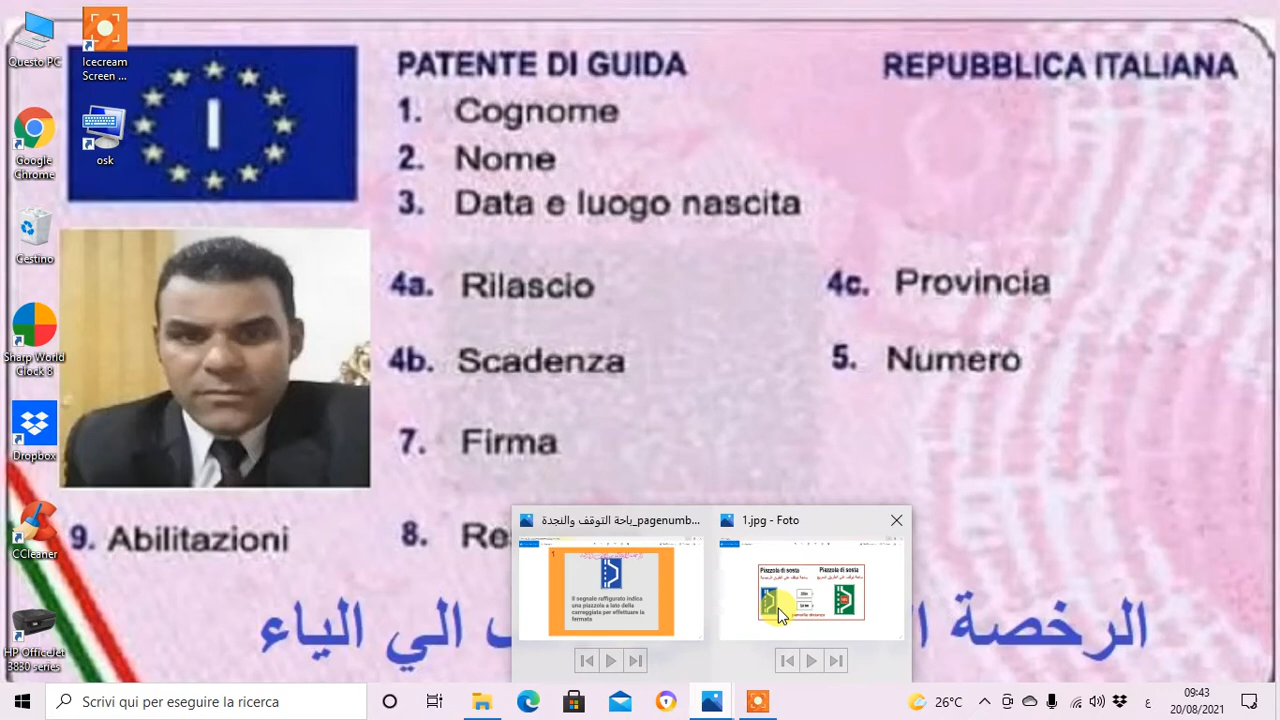 Questo PC
Icecream
Screen ...
Google
Chrome
osk
Cestino
Sharp World
Clock 8
Dropbox
CCleaner
HP OfficeJet
3830 series
I
PATENTE DI GUIDA
REPUBBLICA ITALIANA
1. Cognome
2. Nome
3. Data e luogo nascita
4a. Rilascio
4c. Provincia
4b. Scadenza
5. Numero
7. Firma
9. Abilitazioni
8. Re
الرخصة
الي الياء
باحة التوقف والنجدة_pagenumb...
1.jpg - Foto
1
Il segnale raffigurato indica
una piazzola a lato della
carreggiata per effettuare la
fermata
Piazzola di sosta
Piazzola di sosta
Scrivi qui per eseguire la ricerca
26°C
ع
09:43
20/08/2021